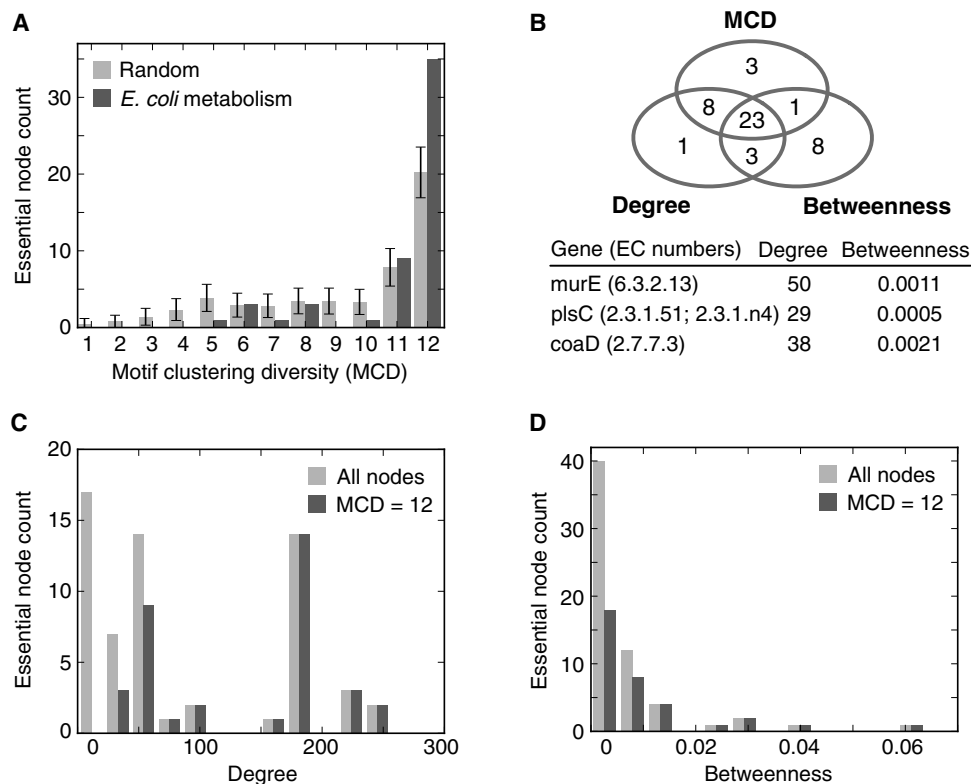 A
Essential node count
30
20
10
0
Random
E. coli metabolism
1 2 3 4 5 6 7 8 9 10 11 12
Motif clustering diversity (MCD)
B
MCD
3
8
23
1
1
3
8
Degree
Betweenness
Gene (EC numbers) Degree Betweenness
murE (6.3.2.13) 50 0.0011
plsC (2.3.1.51; 2.3.1.n4) 29 0.0005
coaD (2.7.7.3) 38 0.0021
C
Essential node count
20
15
10
5
0
All nodes
MCD = 12
0 100 200 300
Degree
D
Essential node count
40
30
20
10
0
All nodes
MCD = 12
0 0.02 0.04 0.06
Betweenness